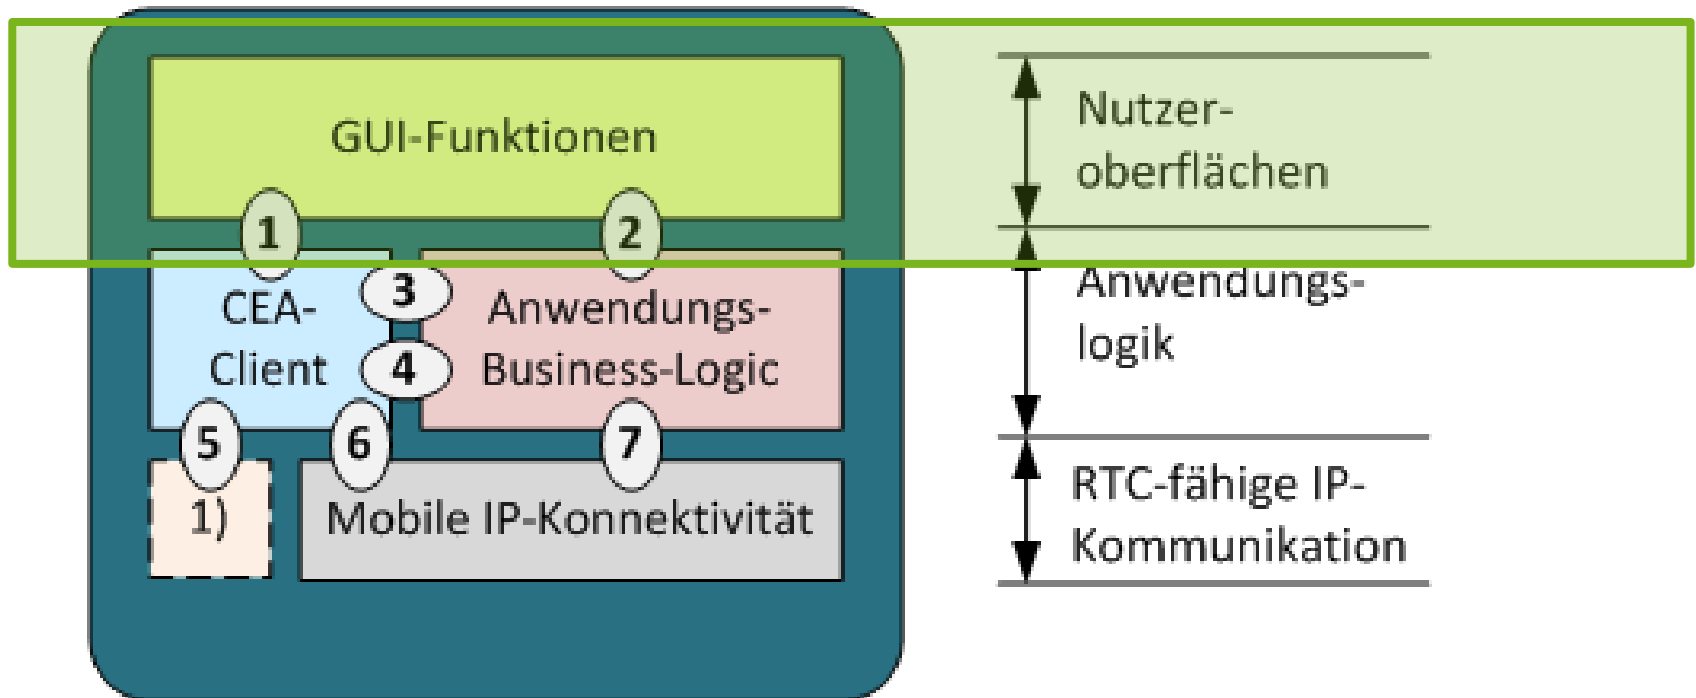 GUI-Funktionen
Nutzer-
oberflächen
1
2
CEA-
Client
3
4
Anwendungs-
Business-Logic
Anwendungs-
logik
5
6
7
1)
Mobile IP-Konnektivität
RTC-fähige IP-
Kommunikation